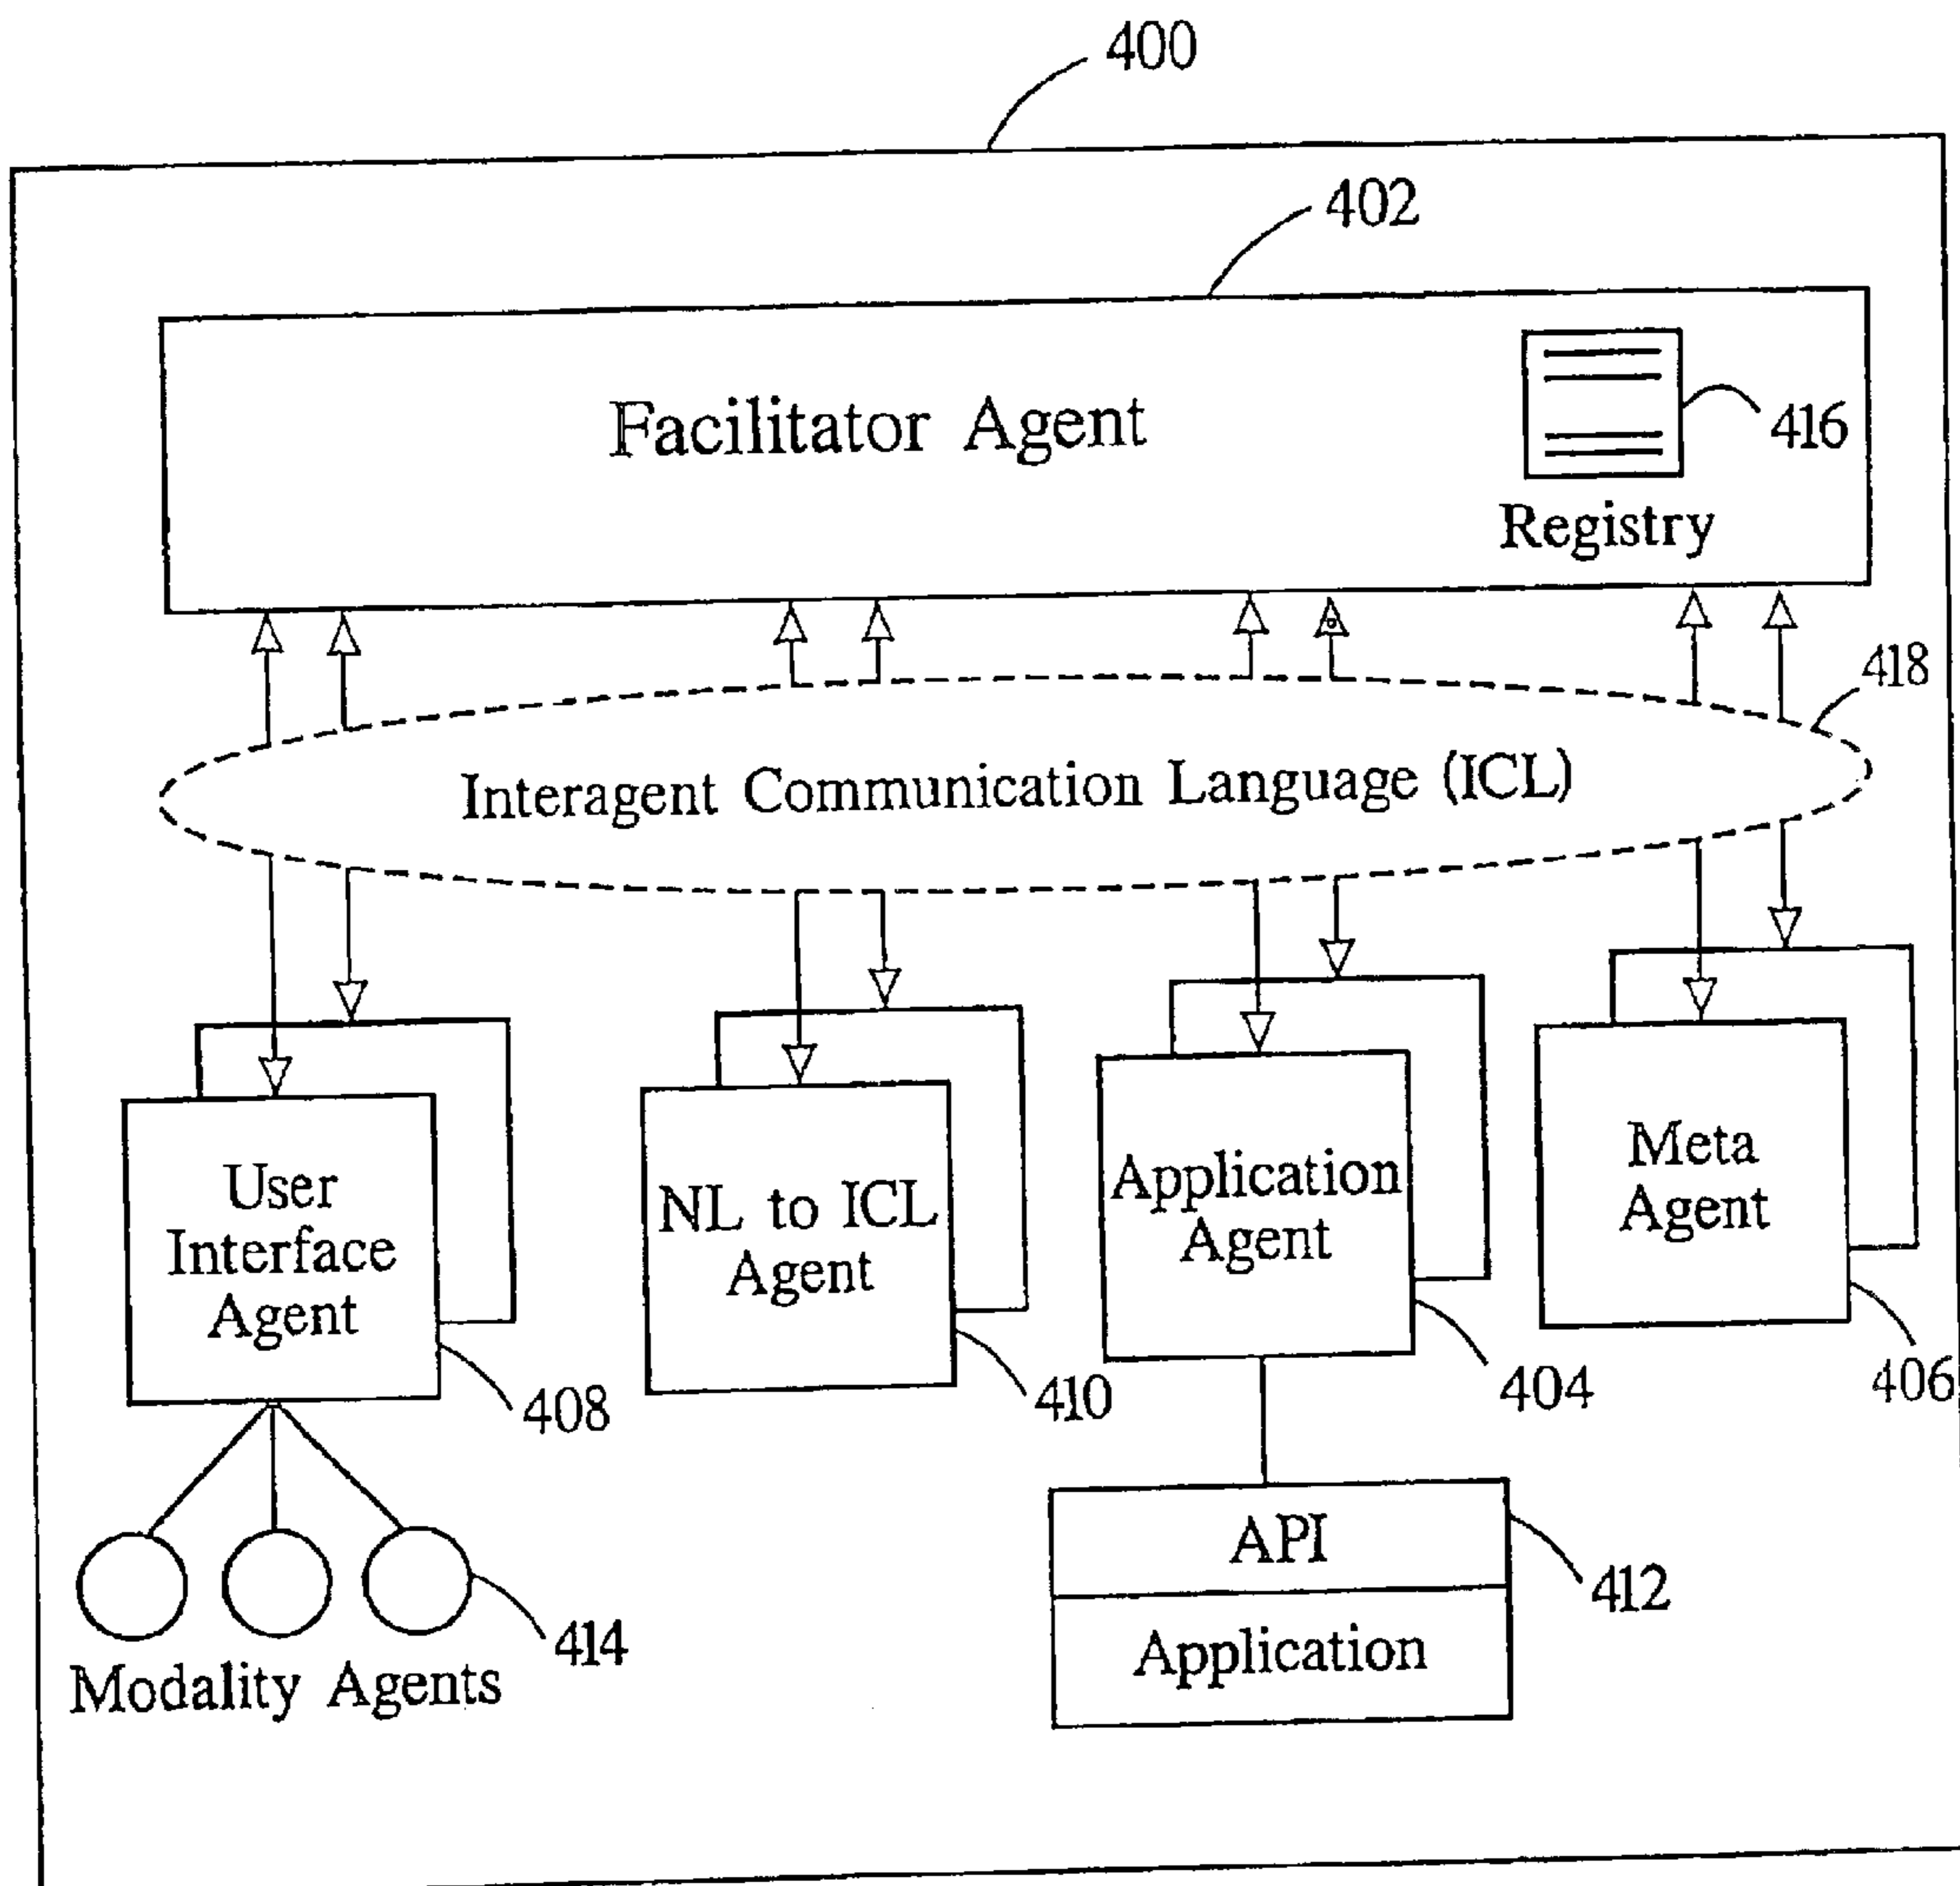 400
402
Facilitator Agent
416
Registry
418
Interagent Communication Language (ICL)
User
Interface
Agent
408
NL to ICL
Agent
410
Application
Agent
404
Meta
Agent
406
414
Modality Agents
API
412
Application